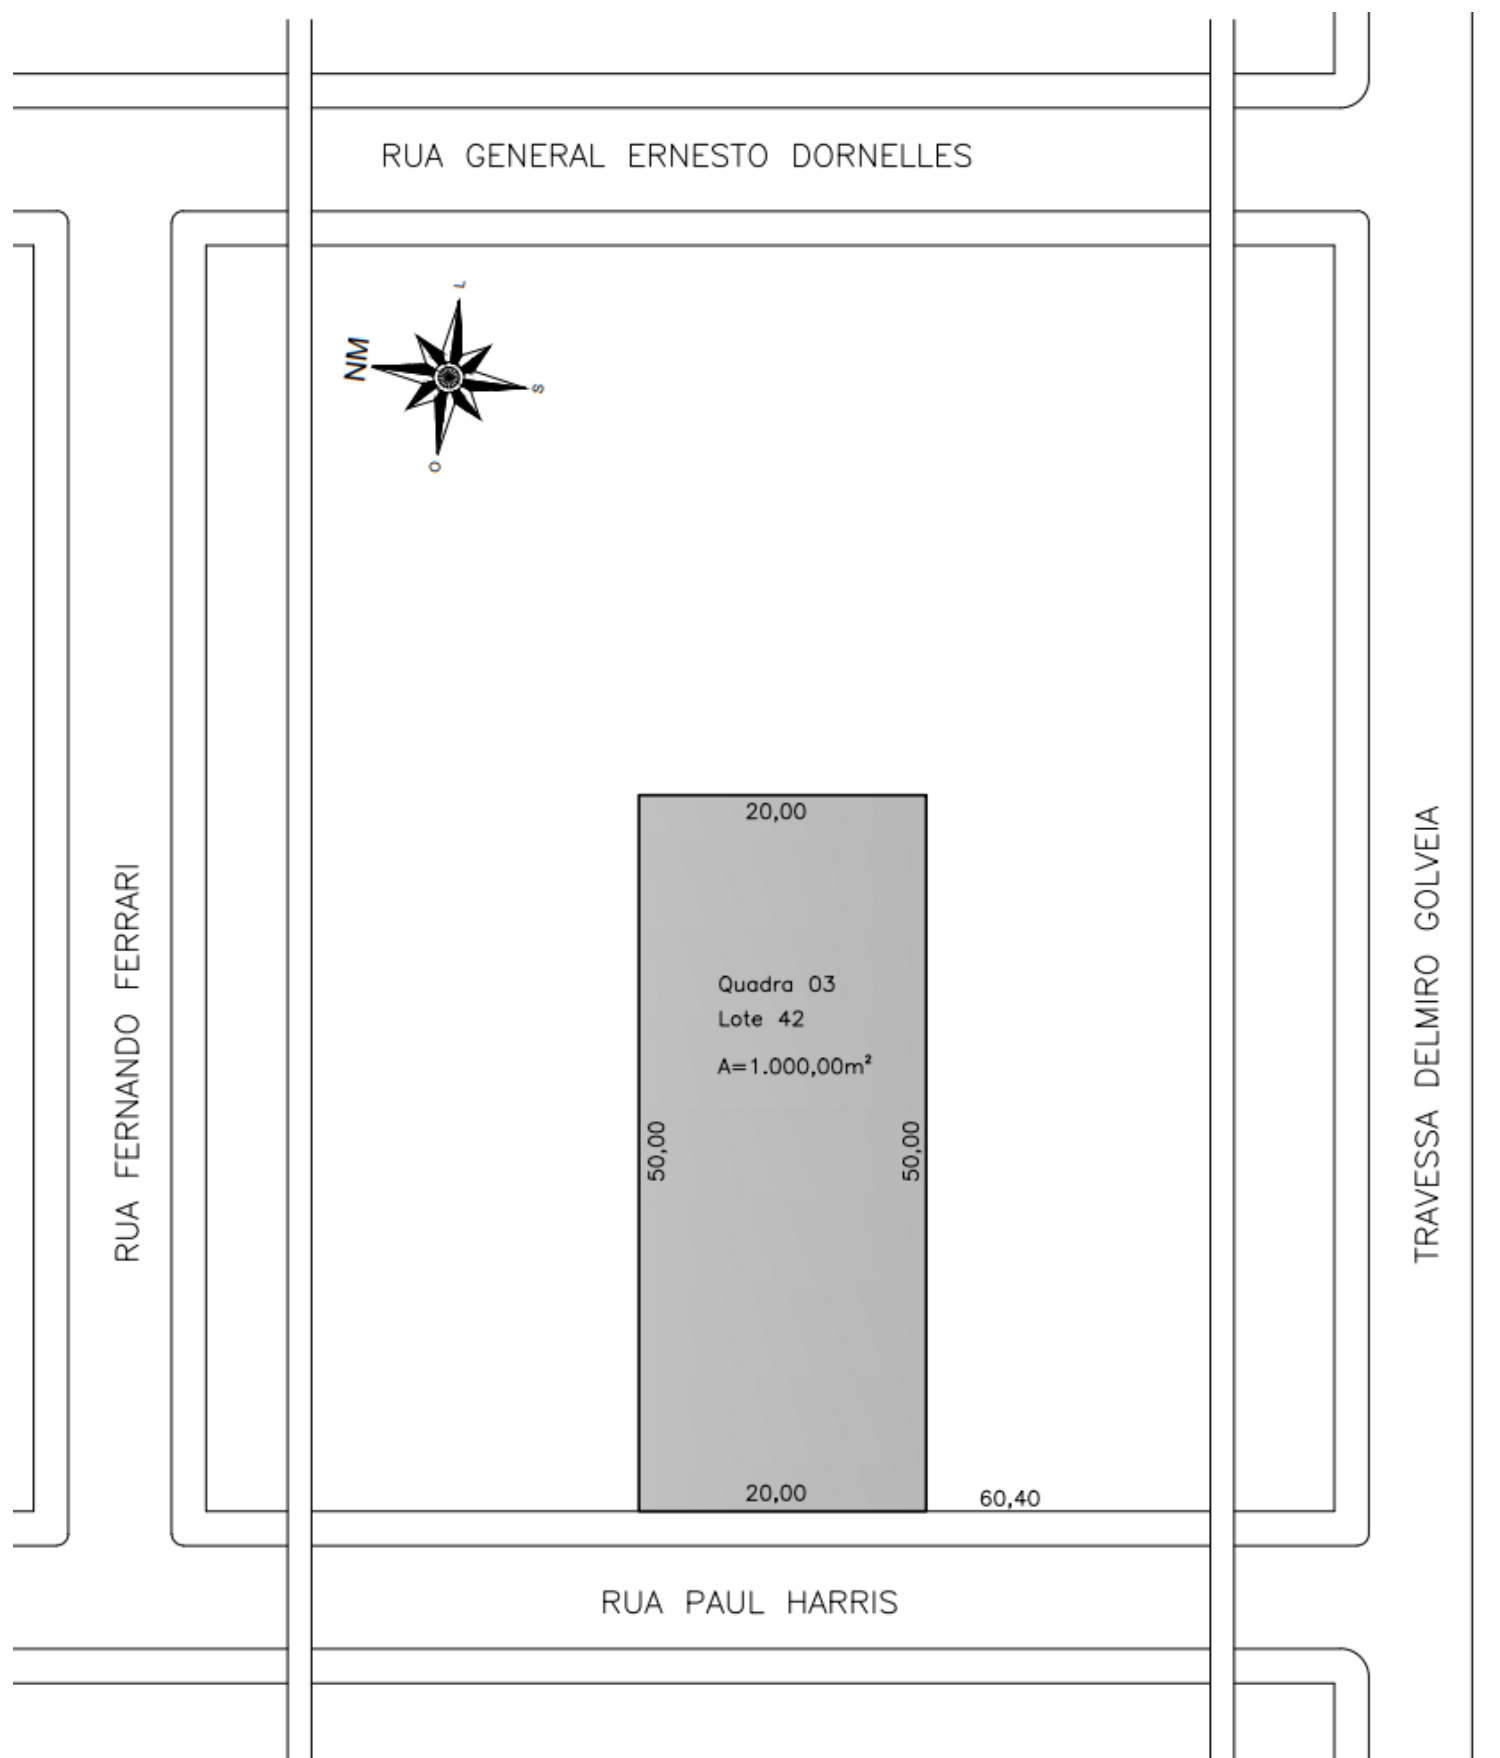 RUA GENERAL ERNESTO DORNELLES
L
NM
S
O
20,00
RUA FERNANDO FERRARI
TRAVESSA DELMIRO GOLVEIA
Quadra 03
Lote 42
A=1.000,00m²
50,00
50,00
20,00
60,40
RUA PAUL HARRIS